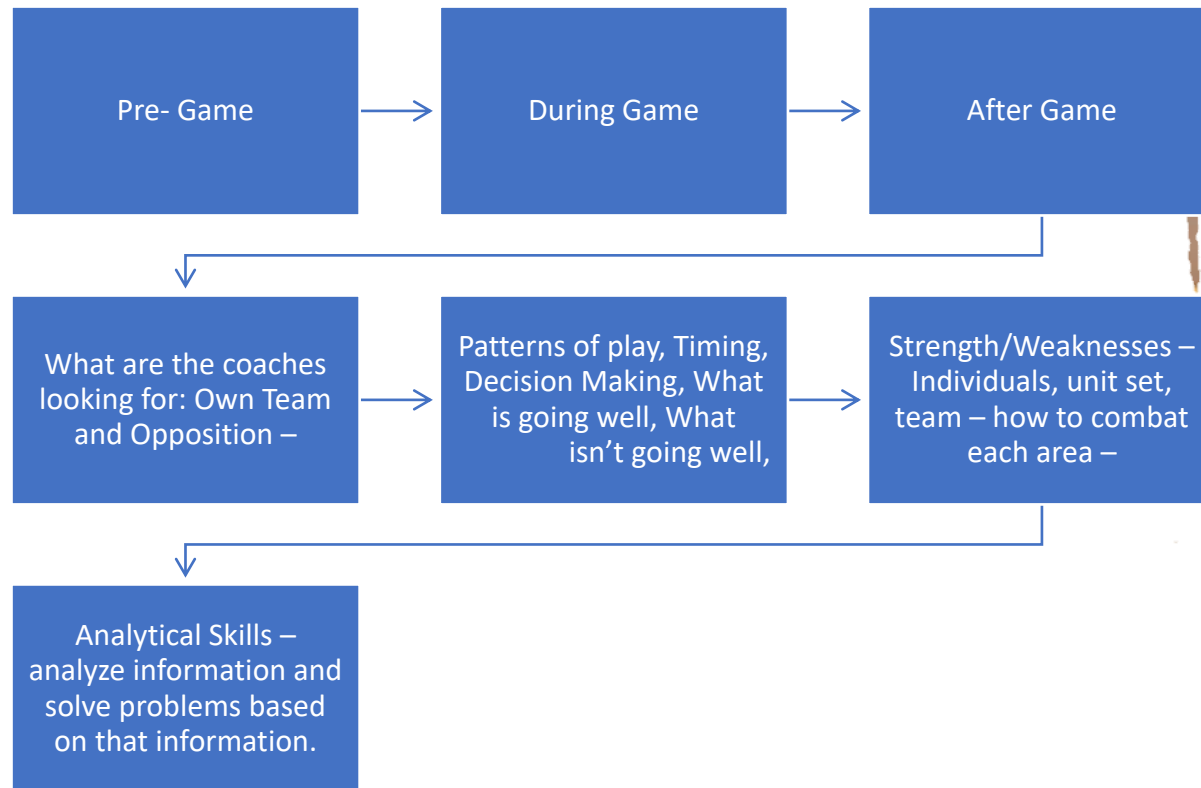 Pre- Game
During Game
After Game
What are the coaches
looking for: Own Team
and Opposition –
Patterns of play, Timing,
Decision Making, What
is going well, What
isn’t going well,
Strength/Weaknesses –
Individuals, unit set,
team – how to combat
each area –
Analytical Skills –
analyze information and
solve problems based
on that information.